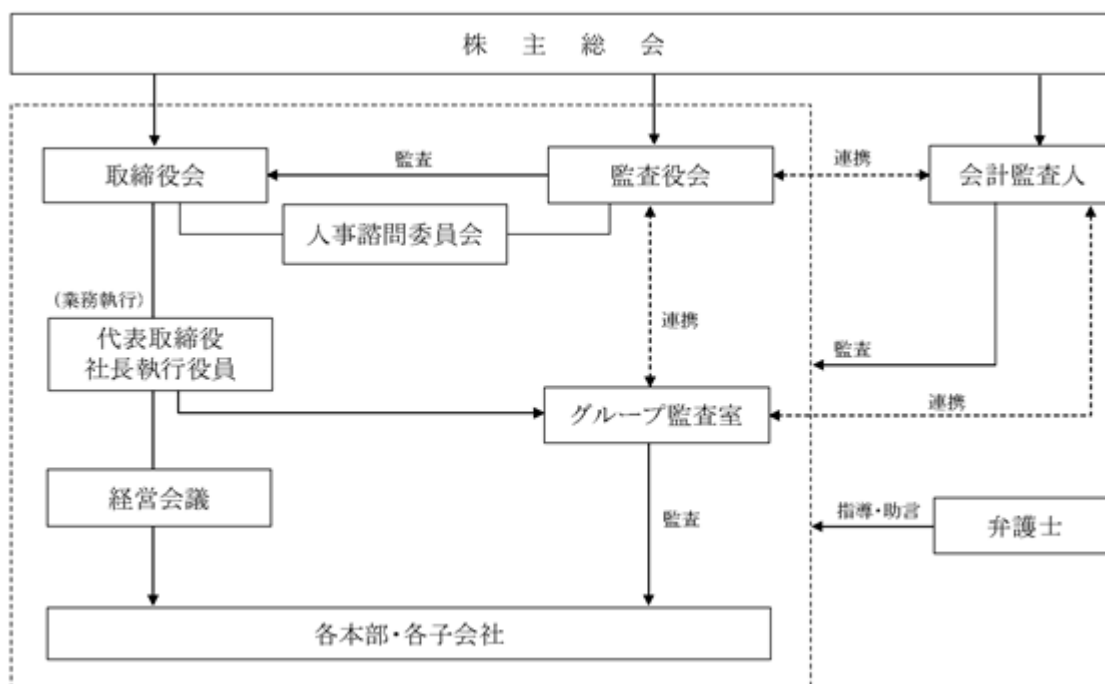 株 主 総 会
取締役会
監査
監査役会
連携
会計監査人
人事諮問委員会
(業務執行)
代表取締役
社長執行役員
連携
監査
グループ監査室
連携
経営会議
監査
指導・助言
弁護士
各本部・各子会社